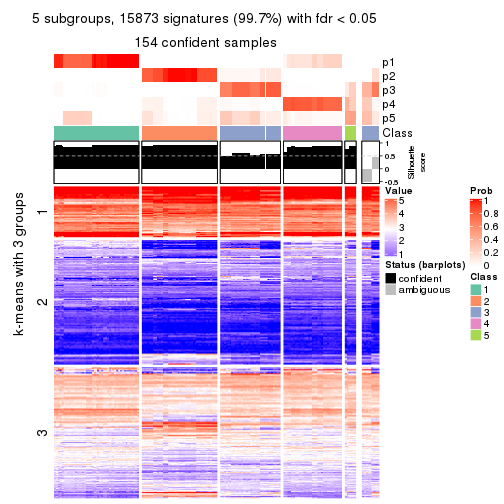 5 subgroups, 15873 signatures (99.7%) with fdr < 0.05
154 confident samples
p1
p2
p3
p4
p5
Class
1
0.5
0
-0.5
Silhouette
score
k-means with 3 groups
1
2
3
Value
5
4
3
2
1
Status (barplots)
confident
ambiguous
Prob
1
0.8
0.6
0.4
0.2
0
Class
1
2
3
4
5